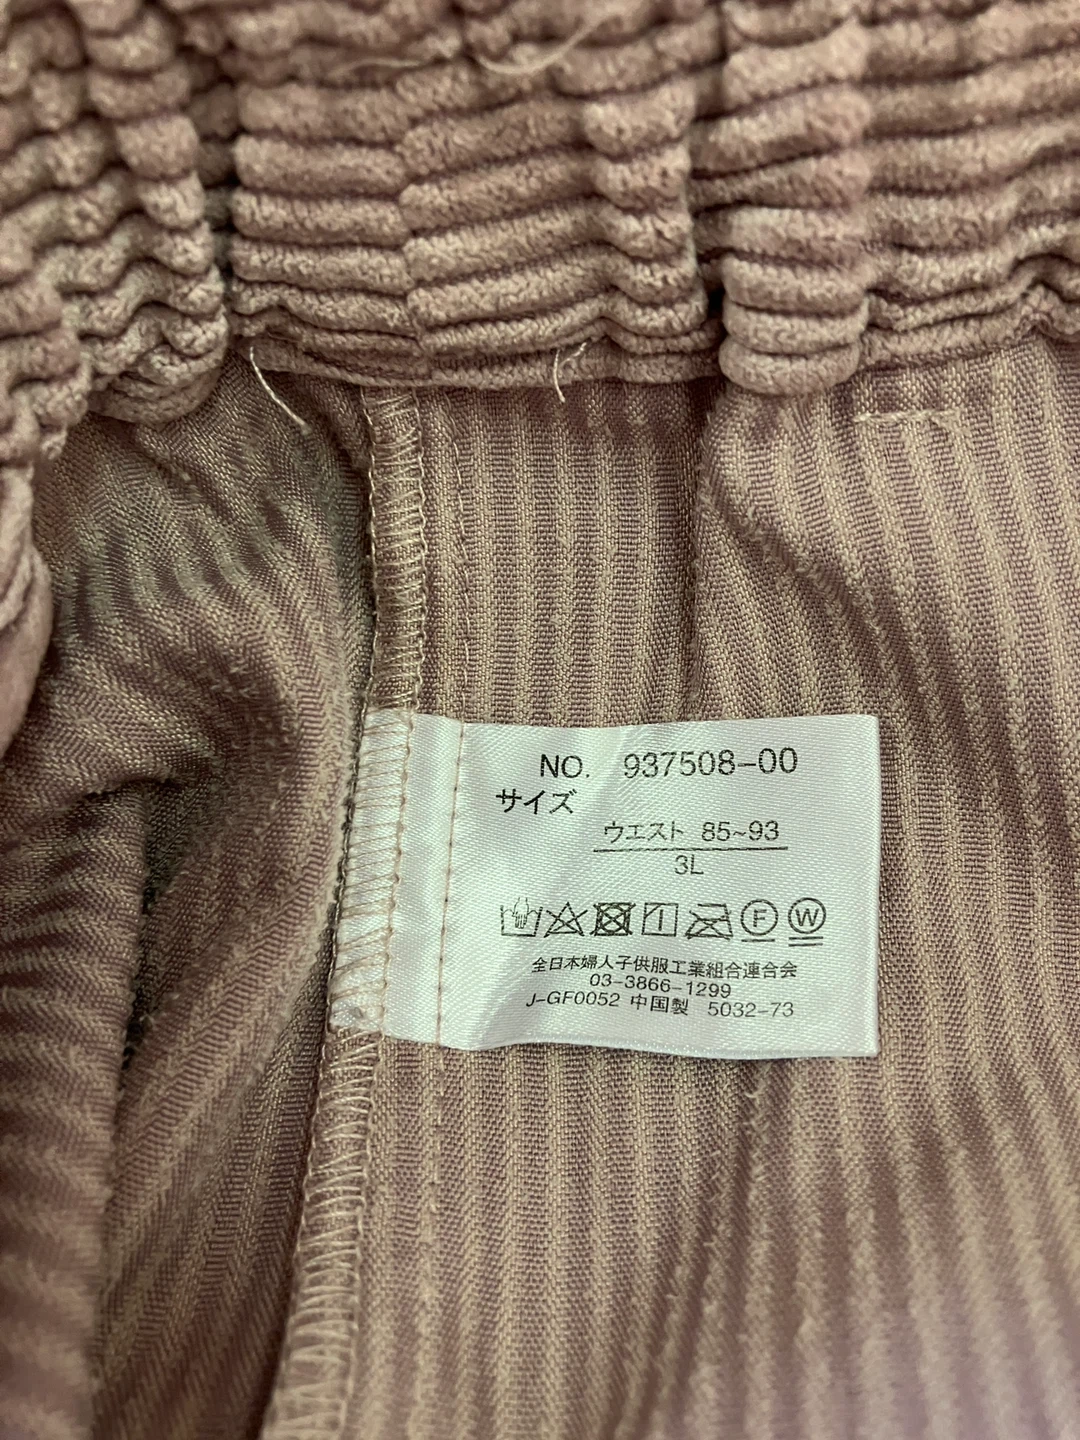 NO. 937508-00
サイズ
ウエスト 85~93
3L
F W
全日本婦人子供服工業組合連合会
03-3866-1299
J-GF0052 中国製 5032-73